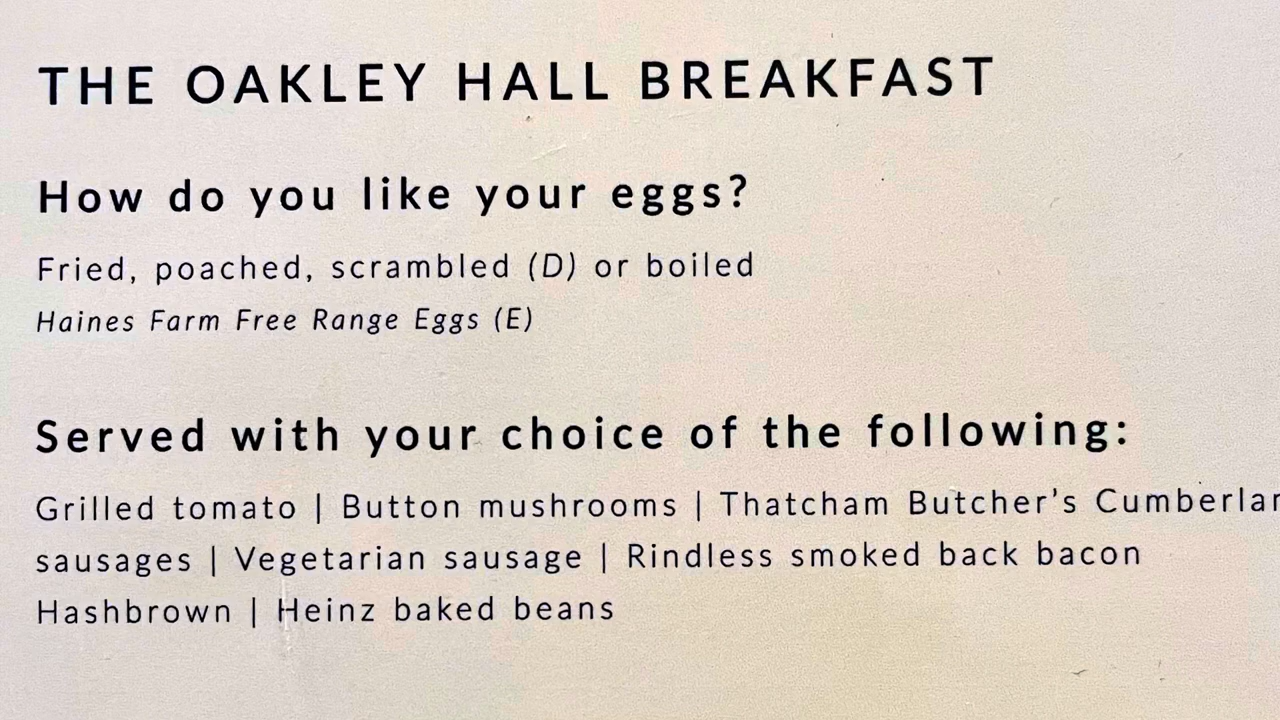 THE OAKLEY HALL BREAKFAST
How do you like your eggs?
Fried, poached, scrambled (D) or boiled
Haines Farm Free Range Eggs (E)
Served with your choice of the following:
Grilled tomato | Button mushrooms | Thatcham Butcher’s Cumberlan
sausages | Vegetarian sausage | Rindless smoked back bacon
Hashbrown | Heinz baked beans